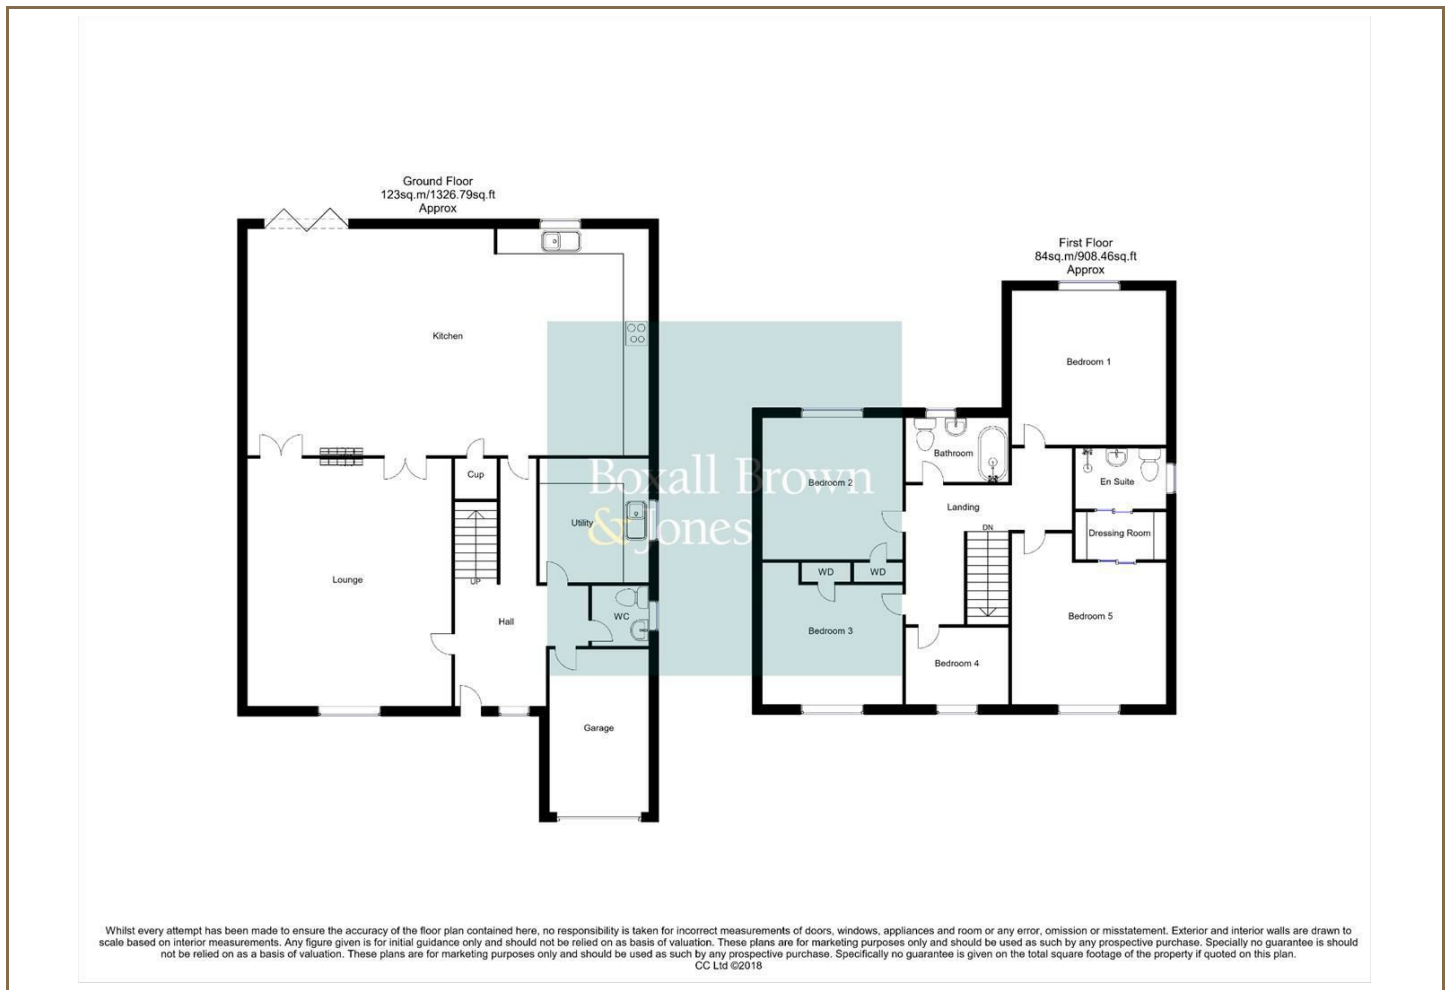 Ground Floor
123sq.m/1326.79sq.ft
Approx
First Floor
84sq.m/908.46sq.ft
Approx
Kitchen
Bedroom 1
Cup
Bathroom
Boxall Brown
& Jones
Bedroom 2
En Suite
Landing
Utility
DN
Dressing Room
Lounge
UP
WD
WD
WC
Hall
Bedroom 3
Bedroom 5
Bedroom 4
Garage
Whilst every attempt has been made to ensure the accuracy of the floor plan contained here, no responsibility is taken for incorrect measurements of doors, windows, appliances and room or any error, omission or misstatement. Exterior and interior walls are drawn to
scale based on interior measurements. Any figure given is for initial guidance only and should not be relied on as basis of valuation. These plans are for marketing purposes only and should be used as such by any prospective purchase. Specially no guarantee is should
not be relied on as a basis of valuation. These plans are for marketing purposes only and should be used as such by any prospective purchase. Specifically no guarantee is given on the total square footage of the property if quoted on this plan.
CC Ltd ©2018